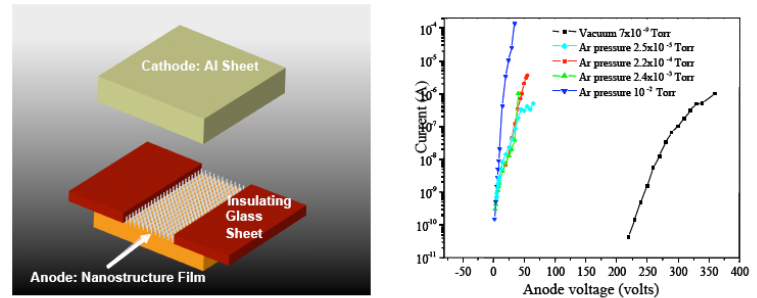 Cathode: Al Sheet
Insulating
Glass
Sheet
Anode: Nanostructure Film
Current (A)
10⁻⁴
10⁻⁵
10⁻⁶
10⁻⁷
10⁻⁸
10⁻⁹
10⁻¹⁰
10⁻¹¹
Vacuum 7x10⁻⁹ Torr
Ar pressure 2.5x10⁻⁵ Torr
Ar pressure 2.2x10⁻⁴ Torr
Ar pressure 2.4x10⁻³ Torr
Ar pressure 10⁻² Torr
-50 0 50 100 150 200 250 300 350 400
Anode voltage (volts)